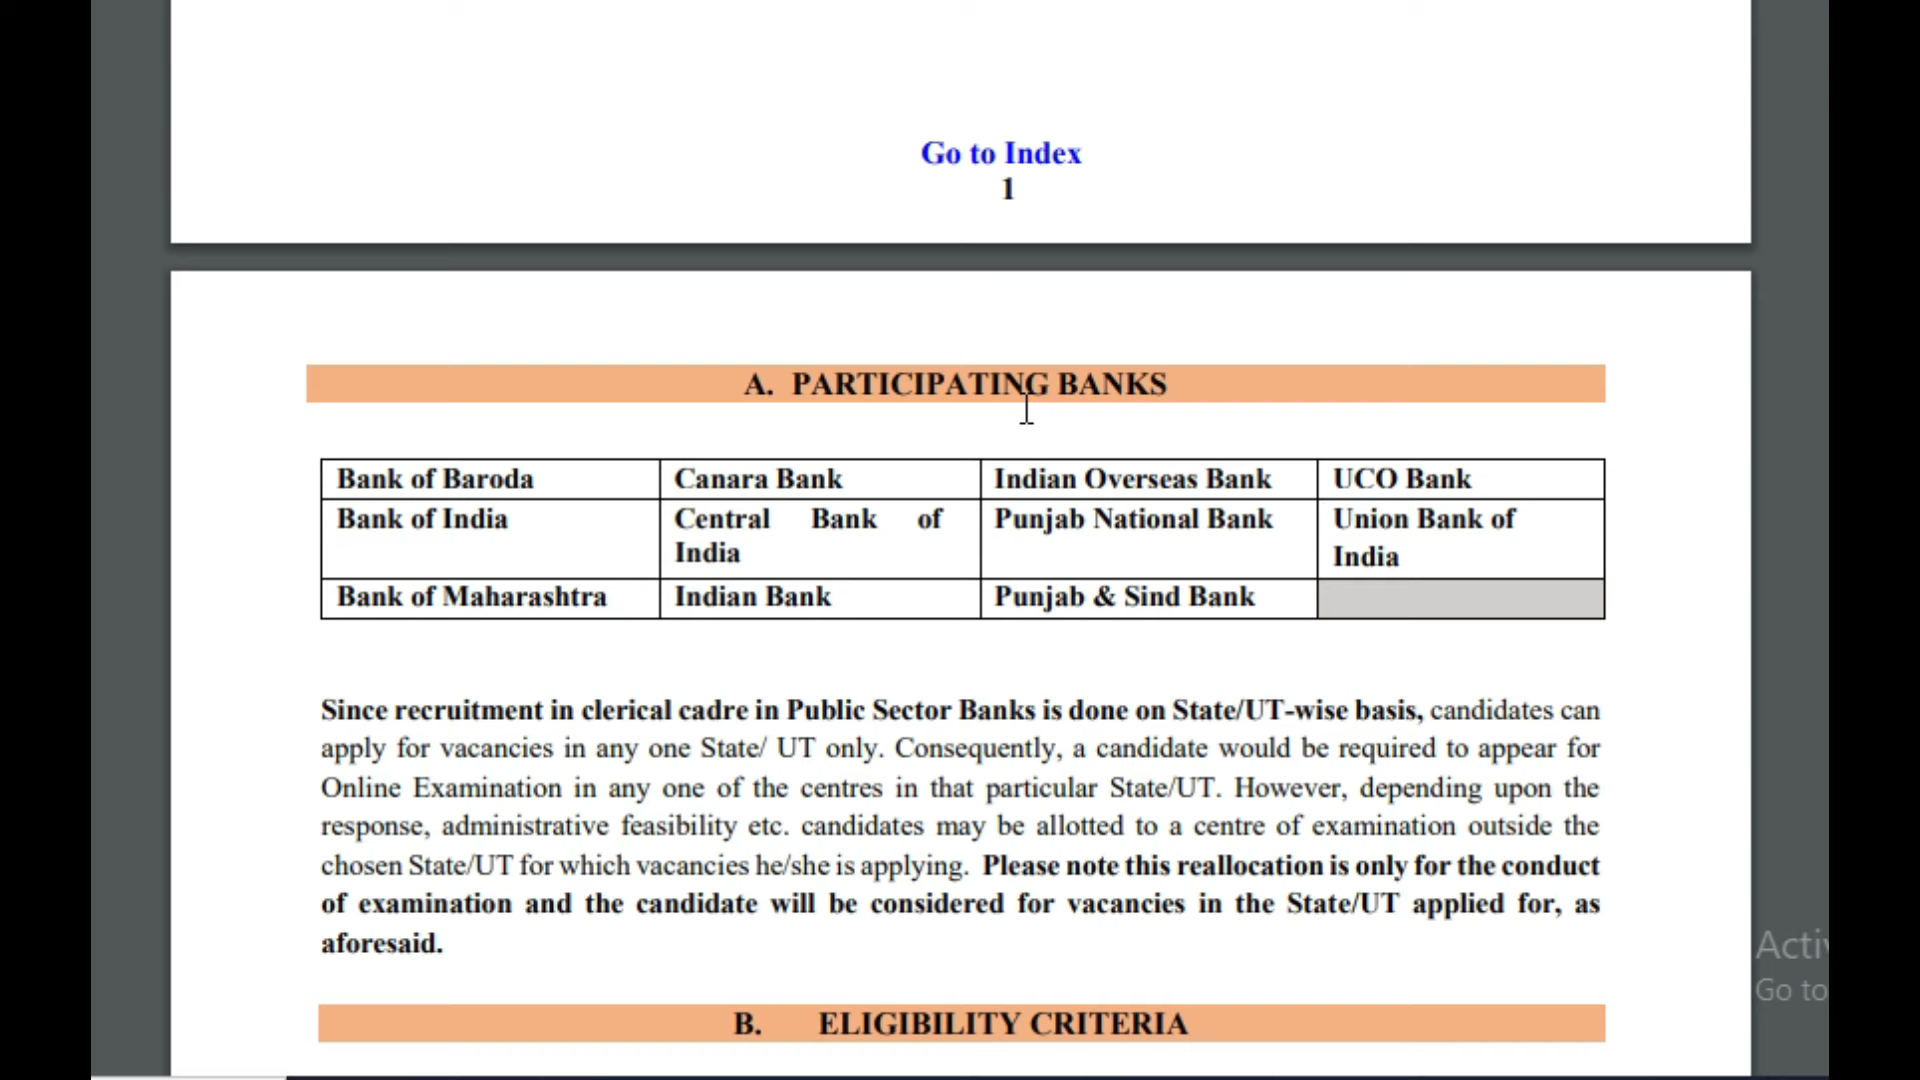 Go to Index
1
A. PARTICIPATING BANKS
Bank of Baroda Canara Bank Indian Overseas Bank UCO Bank
Bank of India Central Bank of India Punjab National Bank Union Bank of India
Bank of Maharashtra Indian Bank Punjab & Sind Bank
Since recruitment in clerical cadre in Public Sector Banks is done on State/UT-wise basis, candidates can
apply for vacancies in any one State/ UT only. Consequently, a candidate would be required to appear for
Online Examination in any one of the centres in that particular State/UT. However, depending upon the
response, administrative feasibility etc. candidates may be allotted to a centre of examination outside the
chosen State/UT for which vacancies he/she is applying. Please note this reallocation is only for the conduct
of examination and the candidate will be considered for vacancies in the State/UT applied for, as
aforesaid.
B. ELIGIBILITY CRITERIA
Go to